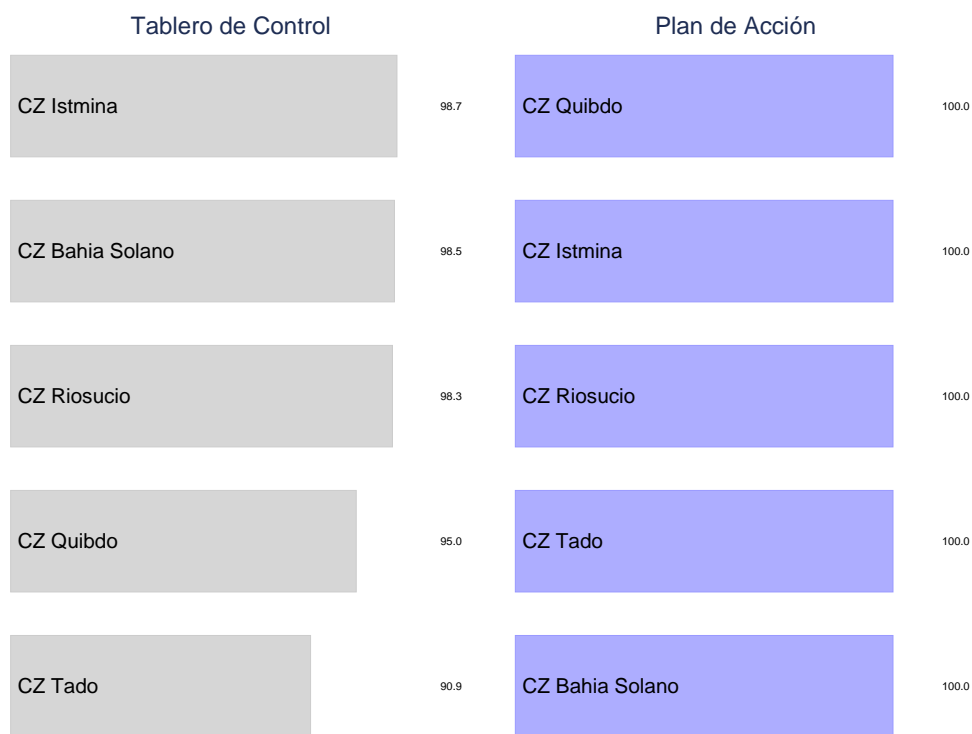 Tablero de Control
CZ Istmina 98.7
CZ Bahia Solano 98.5
CZ Riosucio 98.3
CZ Quibdo 95.0
CZ Tado 90.9
Plan de Acción
CZ Quibdo 100.0
CZ Istmina 100.0
CZ Riosucio 100.0
CZ Tado 100.0
CZ Bahia Solano 100.0